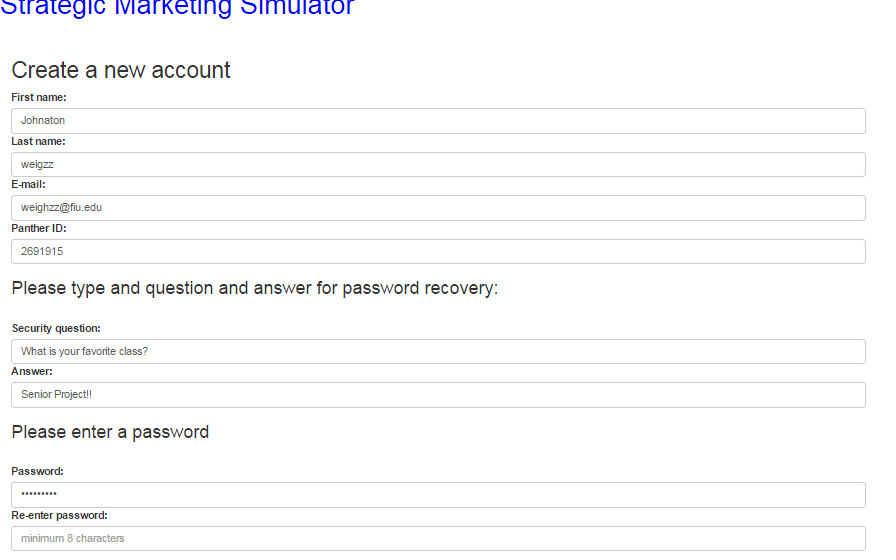 Strategic Marketing Simulator
Create a new account
First name:
Johnaton
Last name:
weigzz
E-mail:
weighzz@fiu.edu
Panther ID:
2691915
Please type and question and answer for password recovery:
Security question:
What is your favorite class?
Answer:
Senior Project!!
Please enter a password
Password:
•••••••••
Re-enter password:
minimum 8 characters